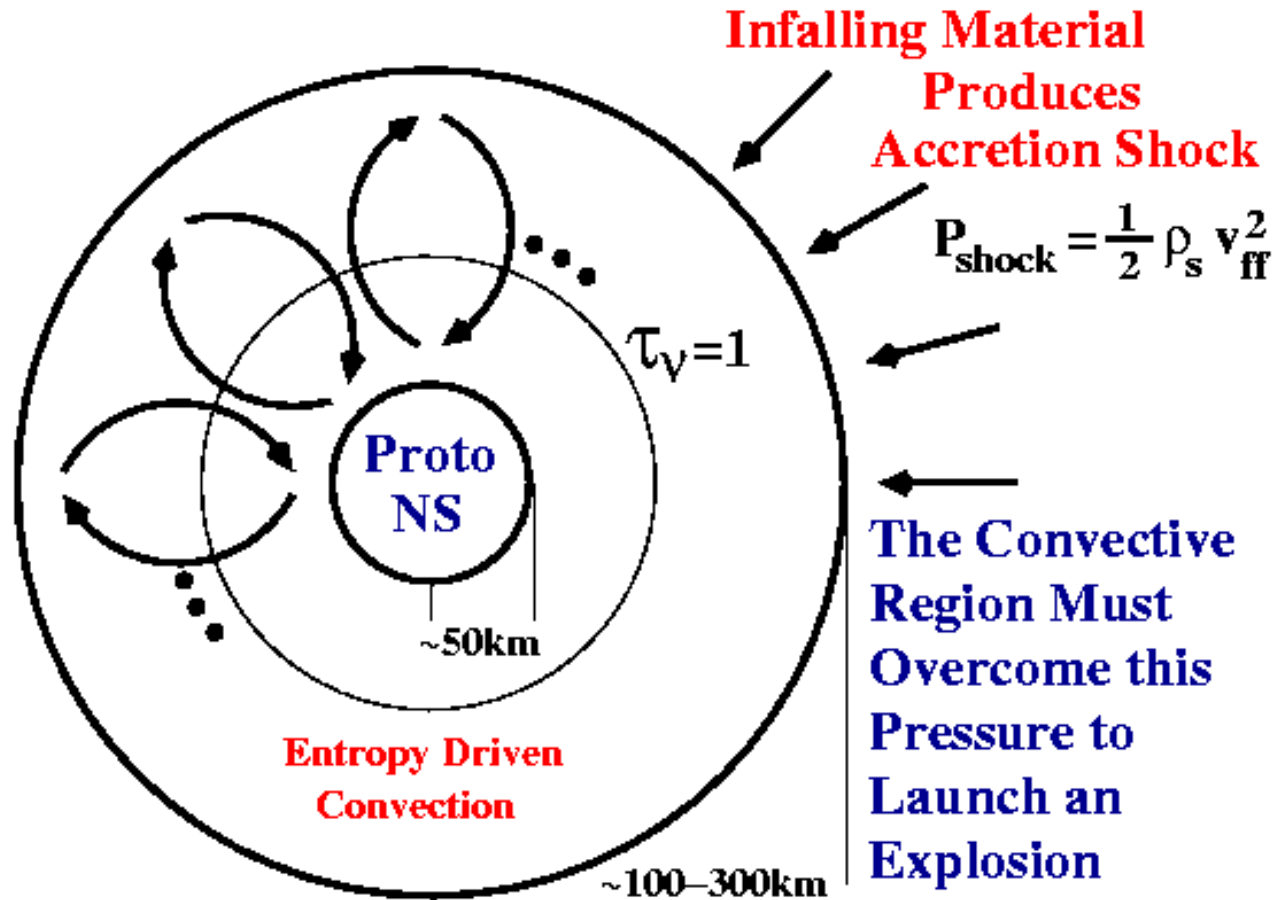 Infalling Material
Produces
Accretion Shock
P_shock = 1/2 ρ_s v_ff^2
τ_ν=1
Proto
NS
~50km
Entropy Driven
Convection
~100–300km
The Convective
Region Must
Overcome this
Pressure to
Launch an
Explosion